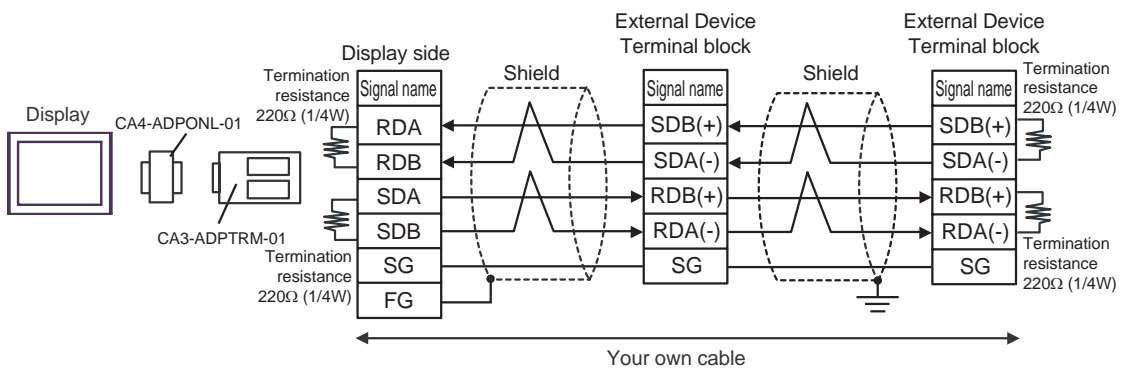 Display
CA4-ADPONL-01
CA3-ADPTRM-01
Display side
Termination
resistance
220Ω (1/4W)
Termination
resistance
220Ω (1/4W)
Signal name
RDA
RDB
SDA
SDB
SG
FG
Shield
External Device
Terminal block
Signal name
SDB(+)
SDA(-)
RDB(+)
RDA(-)
SG
Shield
External Device
Terminal block
Signal name
SDB(+)
SDA(-)
RDB(+)
RDA(-)
SG
Termination
resistance
220Ω (1/4W)
Termination
resistance
220Ω (1/4W)
Your own cable